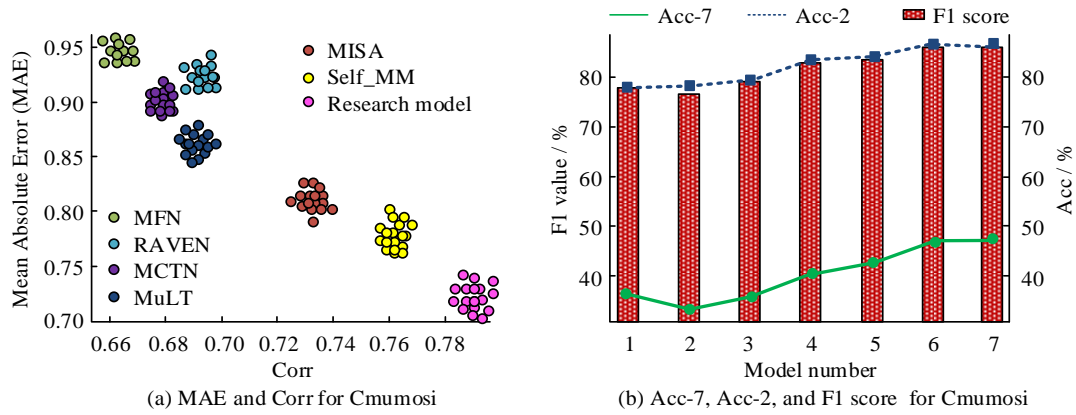 Mean Absolute Error (MAE)
0.95
0.90
0.85
0.80
0.75
0.70
MISA
Self_MM
Research model
MFN
RAVEN
MCTN
MuLT
0.66 0.68 0.70 0.72 0.74 0.76 0.78
Corr
(a) MAE and Corr for Cmumosi
Acc-7 Acc-2 F1 score
F1 value / %
80
70
60
50
40
80
70
60
50
40
Acc / %
1 2 3 4 5 6 7
Model number
(b) Acc-7, Acc-2, and F1 score for Cmumosi